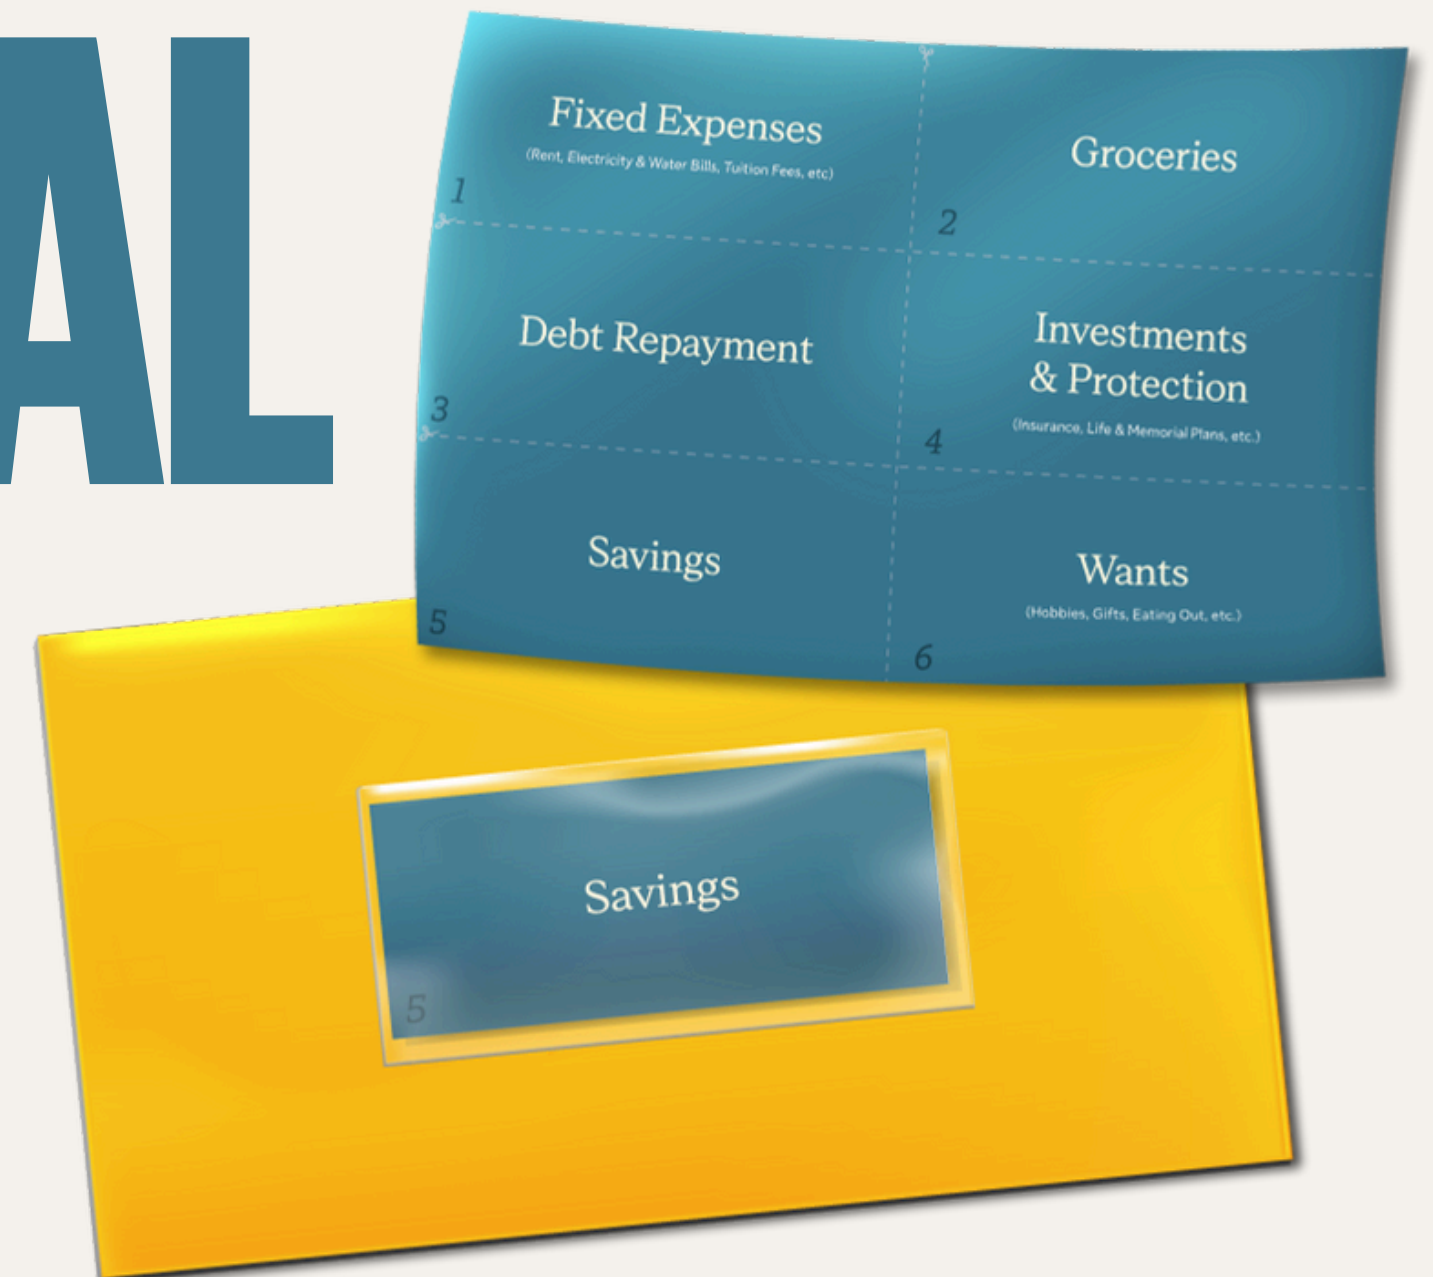 AL
Fixed Expenses
(Rent, Electricity & Water Bills, Tuition Fees, etc)
1
Groceries
2
Debt Repayment
3
Investments
& Protection
(Insurance, Life & Memorial Plans, etc.)
4
Savings
5
Wants
(Hobbies, Gifts, Eating Out, etc.)
6
Savings
5